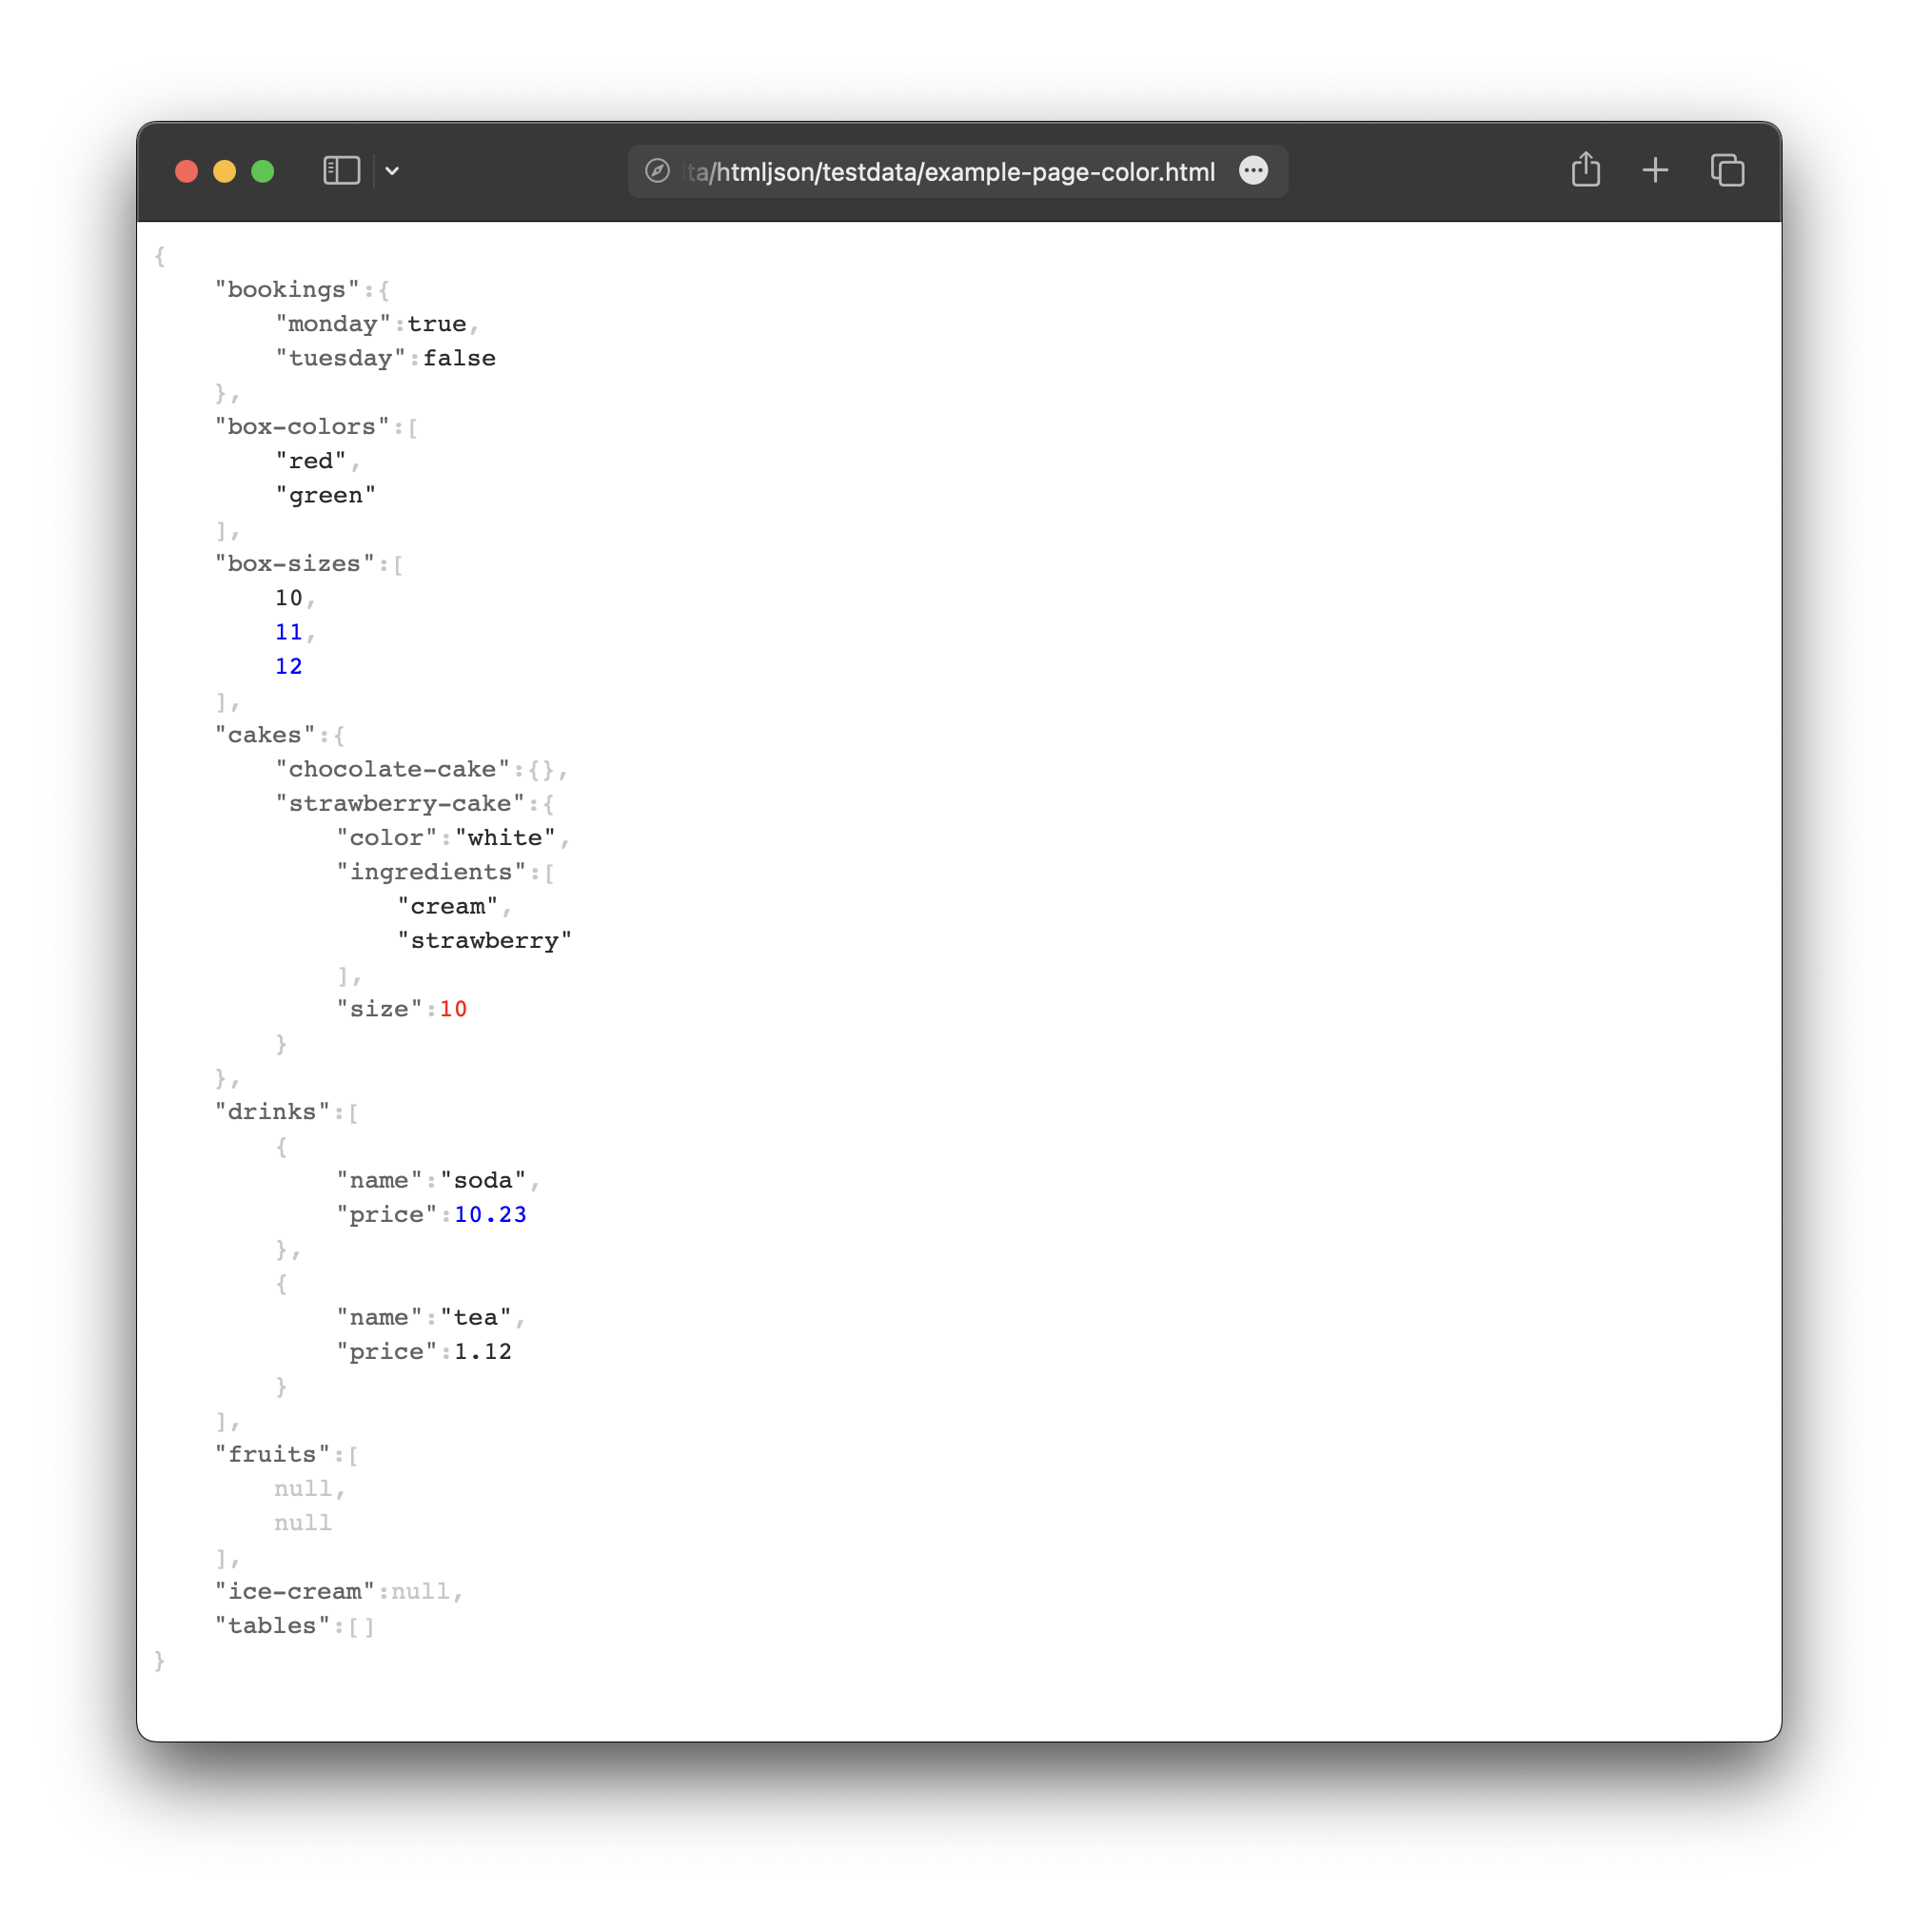 ta/htmljson/testdata/example-page-color.html
{
    "bookings":{
        "monday":true,
        "tuesday":false
    },
    "box-colors":[
        "red",
        "green"
    ],
    "box-sizes":[
        10,
        11,
        12
    ],
    "cakes":{
        "chocolate-cake":{},
        "strawberry-cake":{
            "color":"white",
            "ingredients":[
                "cream",
                "strawberry"
            ],
            "size":10
        }
    },
    "drinks":[
        {
            "name":"soda",
            "price":10.23
        },
        {
            "name":"tea",
            "price":1.12
        }
    ],
    "fruits":[
        null,
        null
    ],
    "ice-cream":null,
    "tables":[]
}